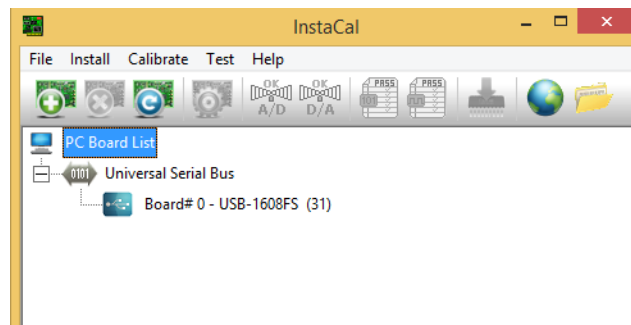 InstaCal
File Install Calibrate Test Help
OK OK PASS PASS
A/D D/A 101
PC Board List
0101 Universal Serial Bus
Board# 0 - USB-1608FS (31)